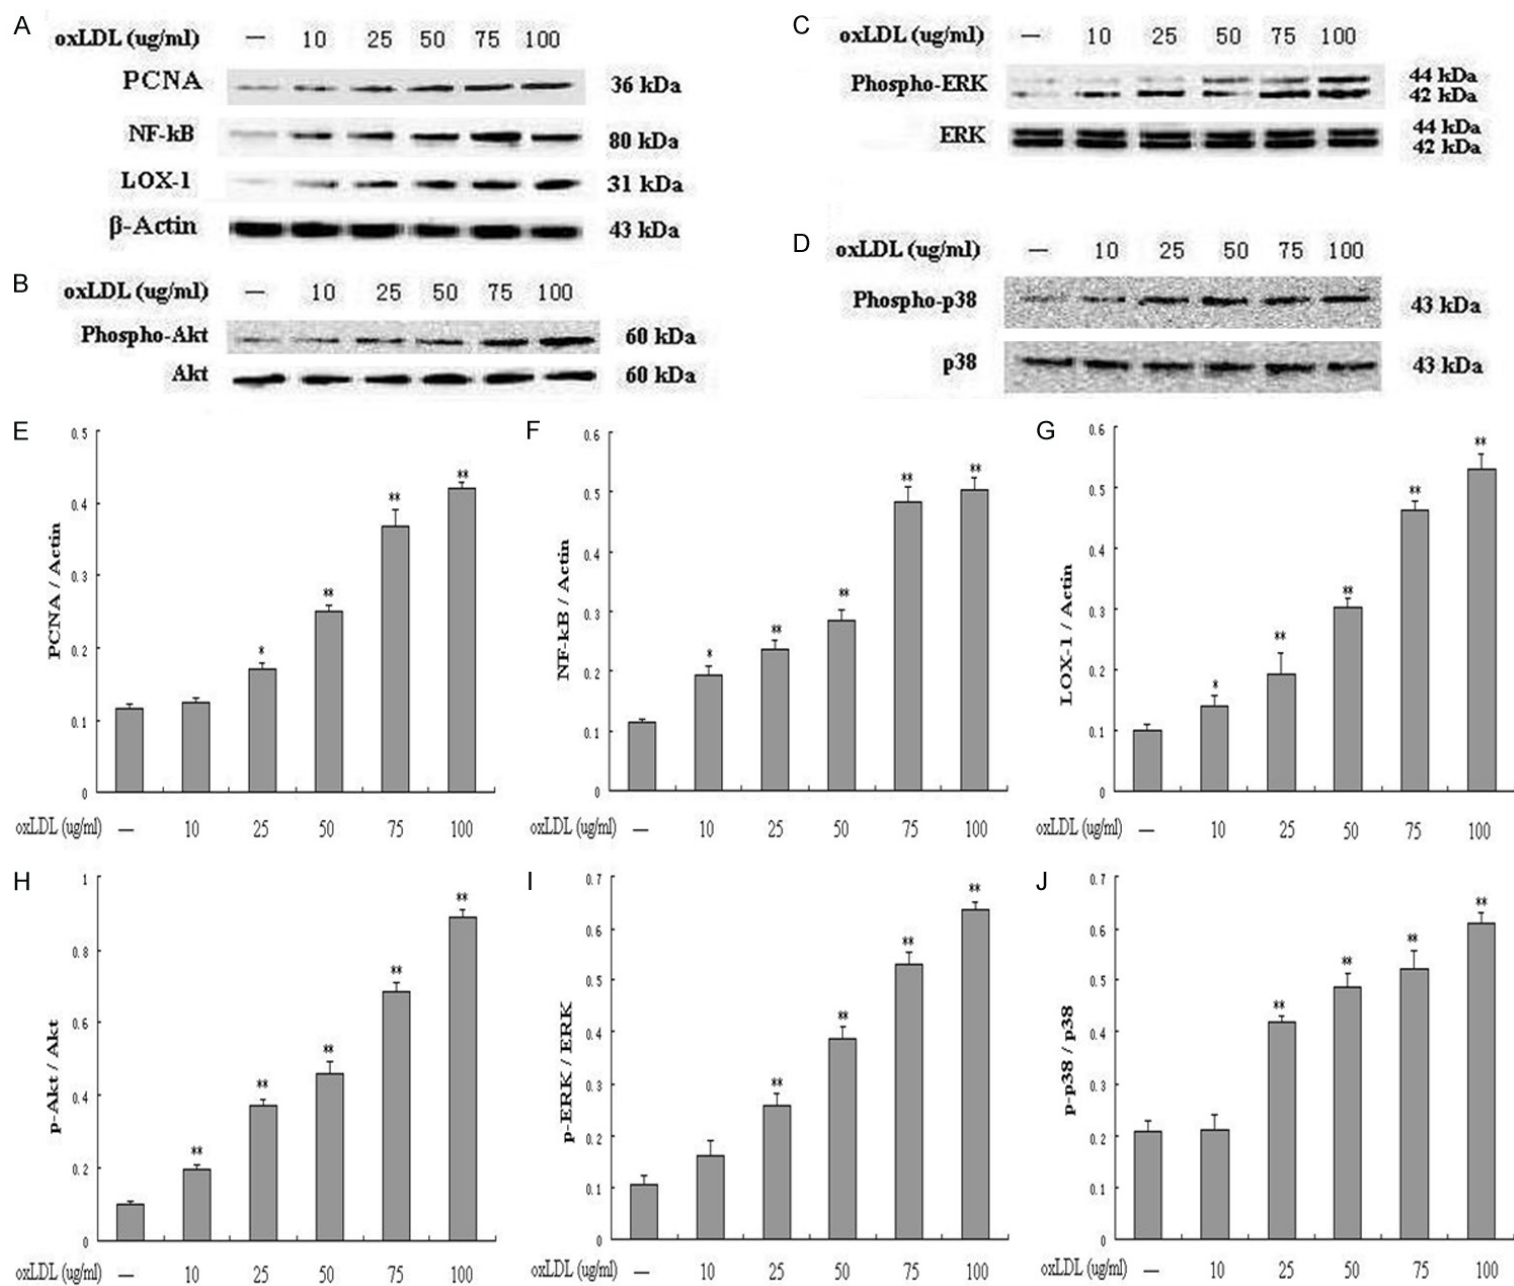 A
oxLDL (ug/ml) — 10 25 50 75 100
PCNA 36 kDa
NF-kB 80 kDa
LOX-1 31 kDa
β-Actin 43 kDa
B
oxLDL (ug/ml) — 10 25 50 75 100
Phospho-Akt 60 kDa
Akt 60 kDa
C
oxLDL (ug/ml) — 10 25 50 75 100
Phospho-ERK 44 kDa
42 kDa
ERK 44 kDa
42 kDa
D
oxLDL (ug/ml) — 10 25 50 75 100
Phospho-p38 43 kDa
p38 43 kDa
E
PCNA / Actin
0.5
0.4
0.3
0.2
0.1
0
* ** ** **
oxLDL (ug/ml) — 10 25 50 75 100
F
NF-kB / Actin
0.6
0.5
0.4
0.3
0.2
0.1
0
* ** ** ** **
oxLDL (ug/ml) — 10 25 50 75 100
G
LOX-1 / Actin
0.6
0.5
0.4
0.3
0.2
0.1
0
* ** ** ** **
oxLDL (ug/ml) — 10 25 50 75 100
H
p-Akt / Akt
1
0.8
0.6
0.4
0.2
0
** ** ** ** **
oxLDL (ug/ml) — 10 25 50 75 100
I
p-ERK / ERK
0.7
0.6
0.5
0.4
0.3
0.2
0.1
0
** ** ** **
oxLDL (ug/ml) — 10 25 50 75 100
J
p-p38 / p38
0.7
0.6
0.5
0.4
0.3
0.2
0.1
0
** ** ** **
oxLDL (ug/ml) — 10 25 50 75 100